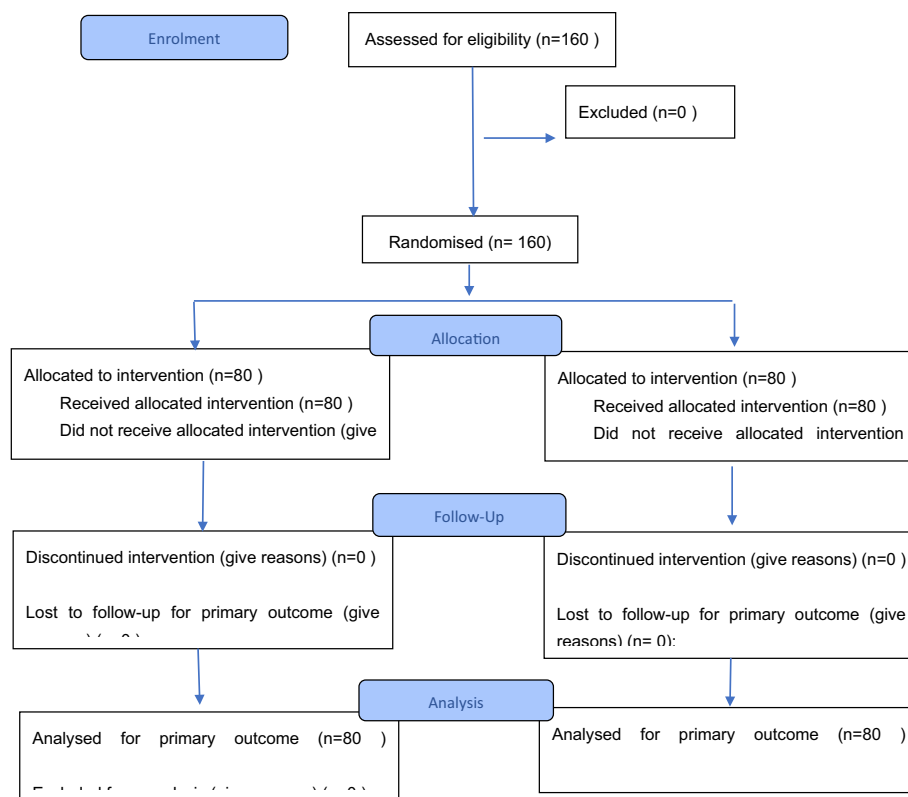 Enrolment
Assessed for eligibility (n=160 )
Excluded (n=0 )
Randomised (n= 160)
Allocation
Allocated to intervention (n=80 )
Received allocated intervention (n=80 )
Did not receive allocated intervention (give
Allocated to intervention (n=80 )
Received allocated intervention (n=80 )
Did not receive allocated intervention
Follow-Up
Discontinued intervention (give reasons) (n=0 )
Lost to follow-up for primary outcome (give
Discontinued intervention (give reasons) (n=0 )
Lost to follow-up for primary outcome (give
reasons) (n= 0):
Analysis
Analysed for primary outcome (n=80 )
Analysed for primary outcome (n=80 )